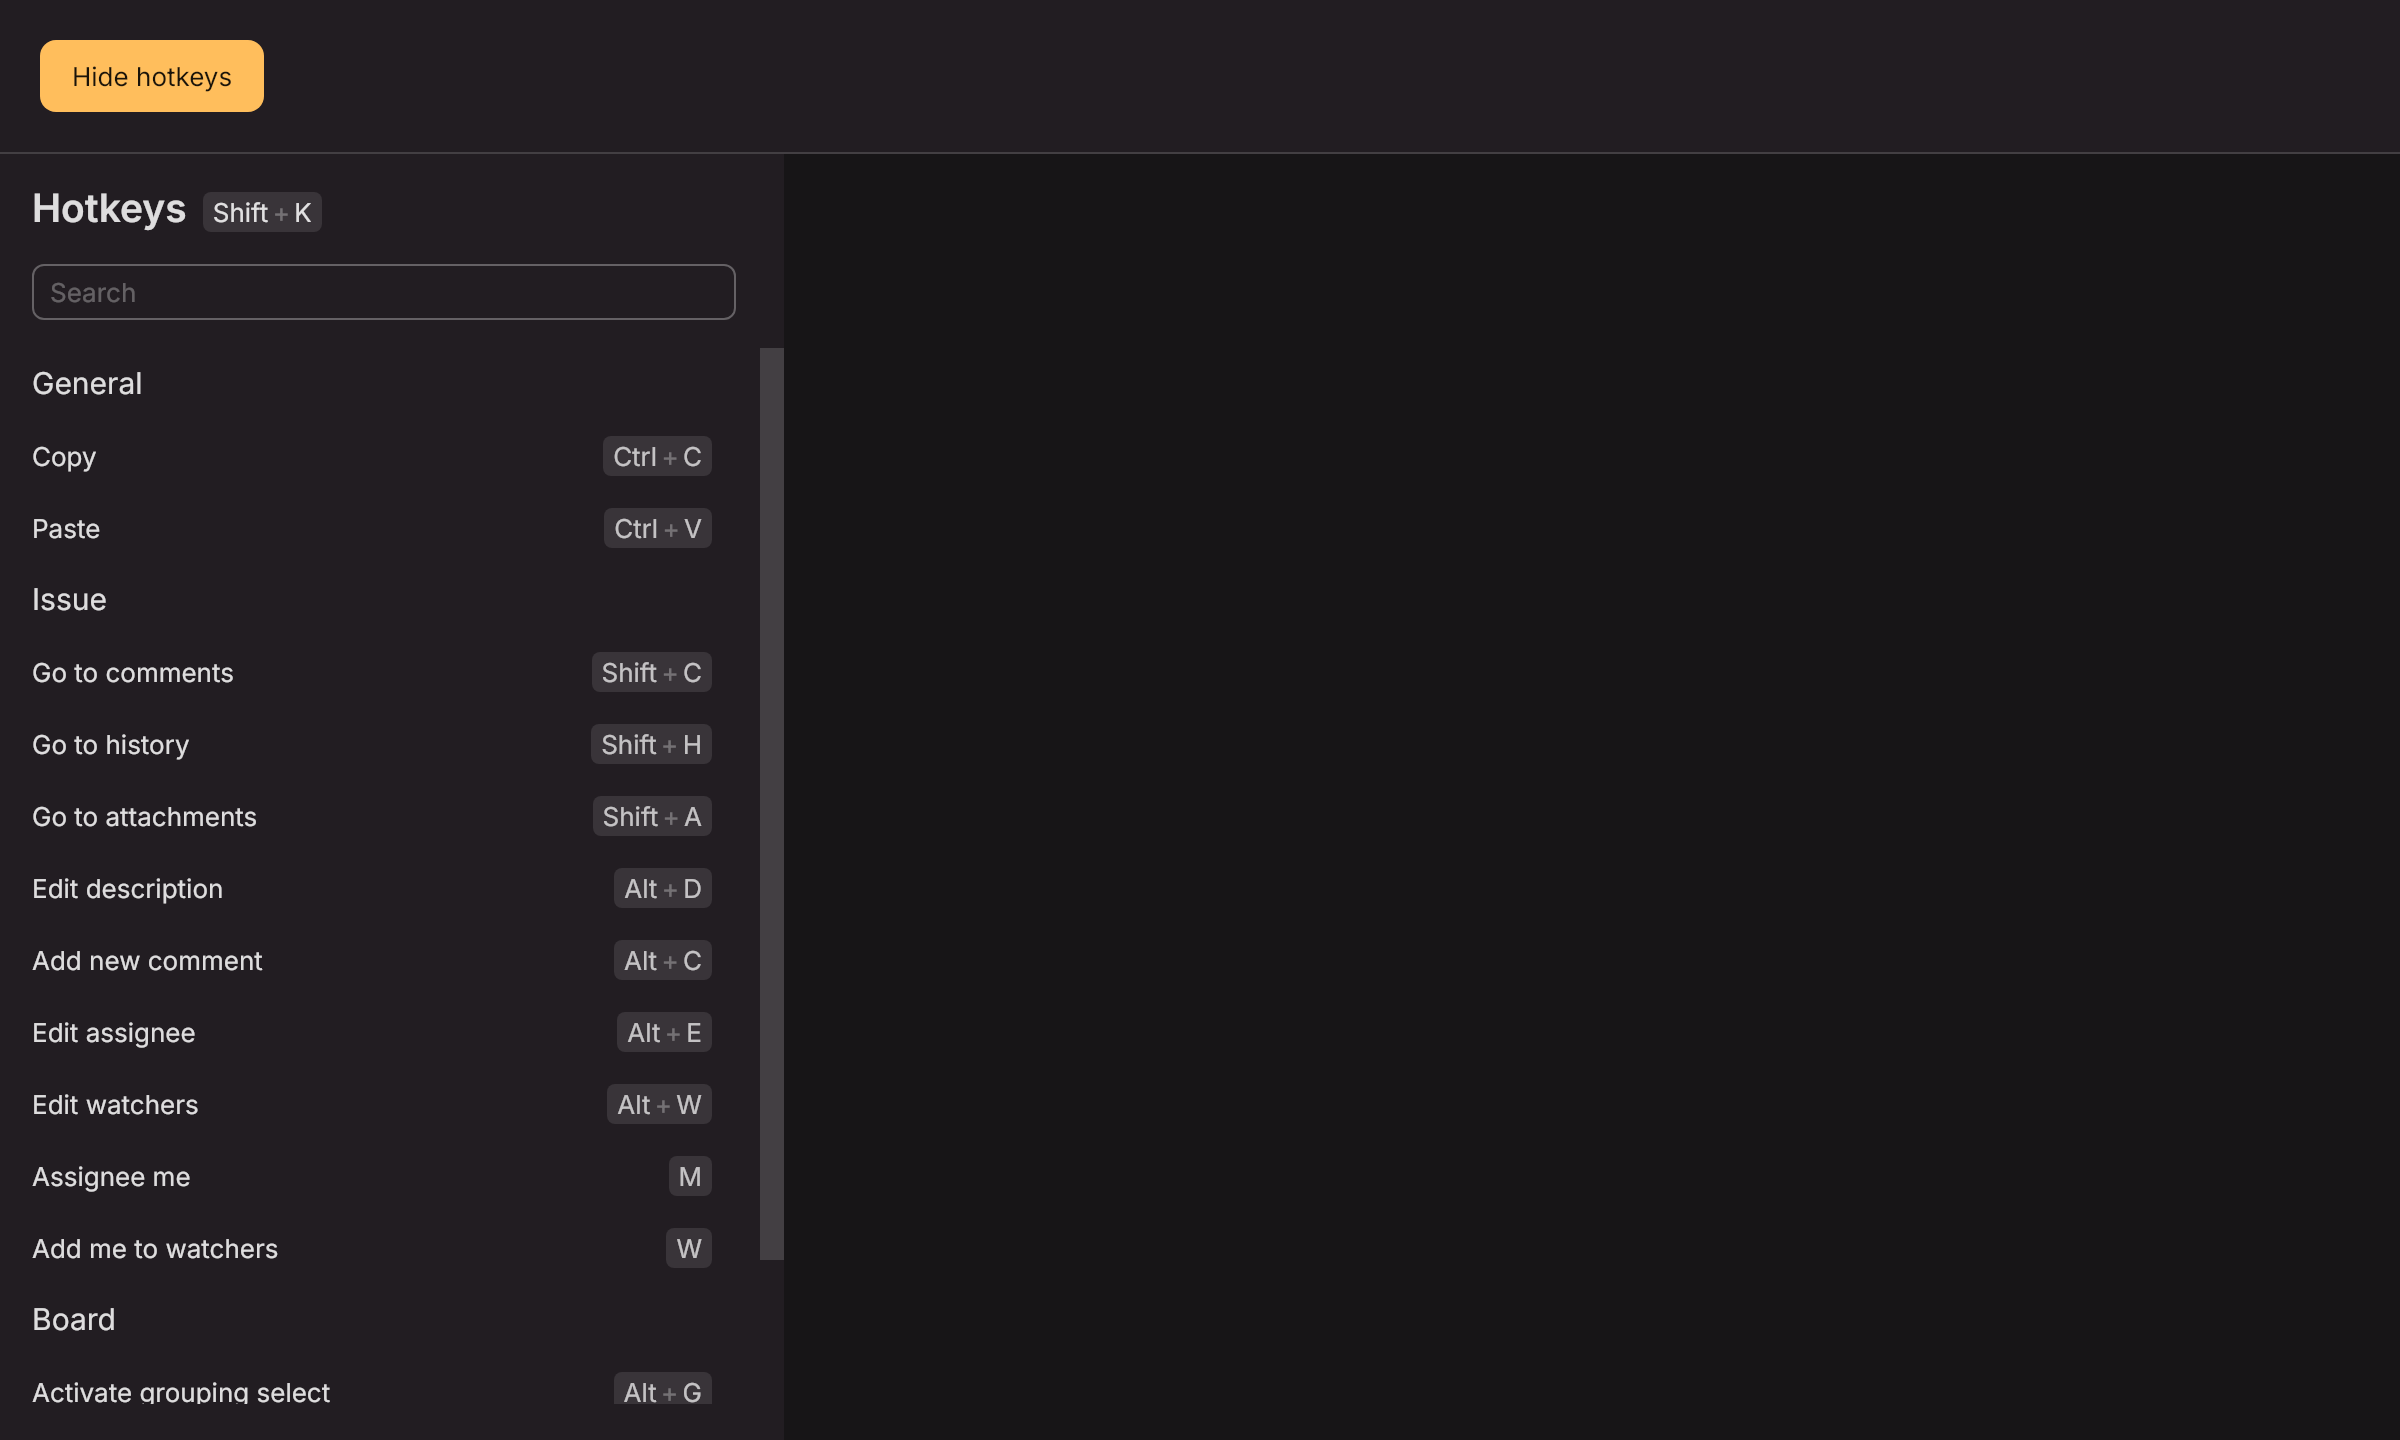 Hide hotkeys
Hotkeys Shift + K
Search
General
Copy Ctrl + C
Paste Ctrl + V
Issue
Go to comments Shift + C
Go to history Shift + H
Go to attachments Shift + A
Edit description Alt + D
Add new comment Alt + C
Edit assignee Alt + E
Edit watchers Alt + W
Assignee me M
Add me to watchers W
Board
Activate grouping select Alt + G